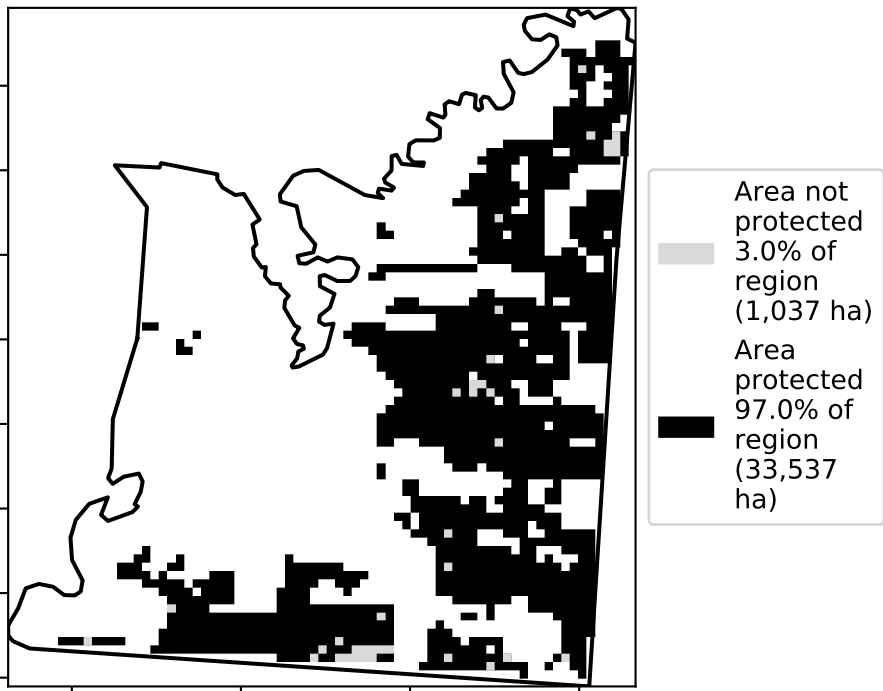 Area not
protected
3.0% of
region
(1,037 ha)
Area
protected
97.0% of
region
(33,537
ha)